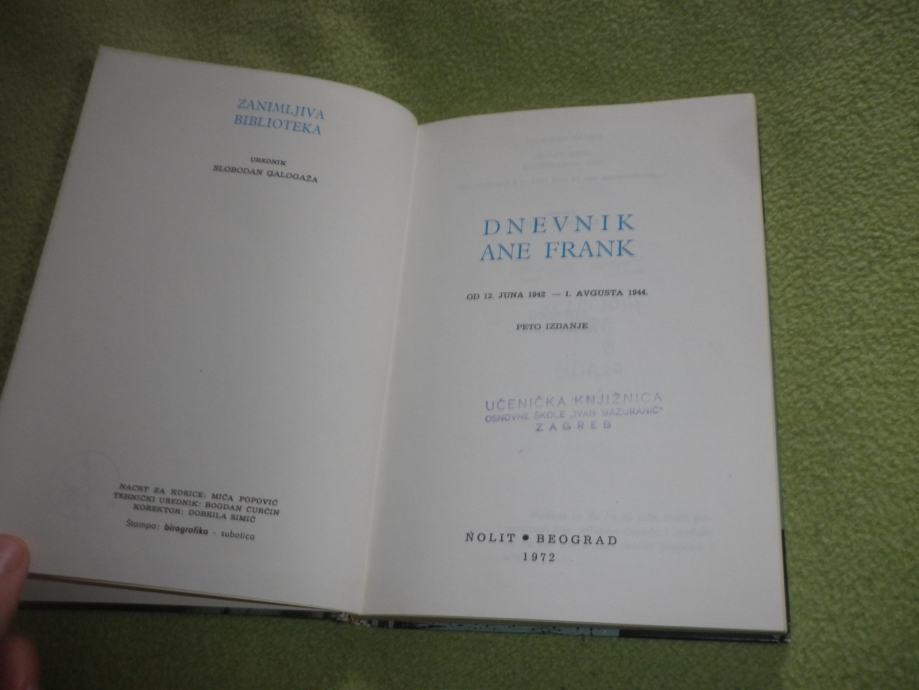 ZANIMLJIVA
BIBLIOTEKA
UREDNIK
SLOBODAN GALOGAŽA
NACRT ZA KORICE: MIĆA POPOVIĆ
TEHNIČKI UREDNIK: BOGDAN ĆURČIN
KOREKTOR: DOBRILA SIMIĆ
Štampa: birografika - subotica
DNEVNIK
ANE FRANK
OD 12. JUNA 1942 — 1. AVGUSTA 1944.
PETO IZDANJE
UČENIČKA KNJIŽNICA
OSNOVNE ŠKOLE „IVAN MAŽURANIĆ“
ZAGREB
NOLIT • BEOGRAD
1972